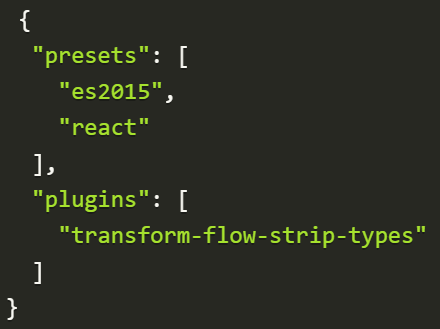 {
"presets": [
"es2015",
"react"
],
"plugins": [
"transform-flow-strip-types"
]
}